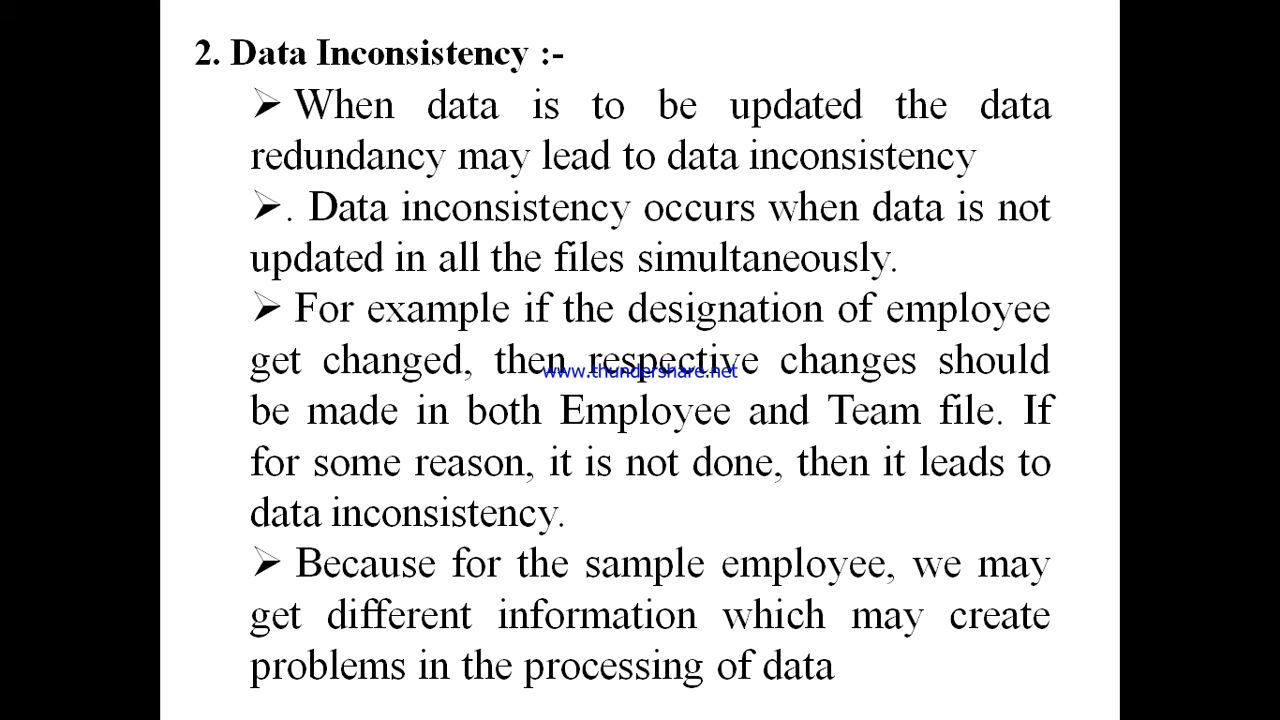 2. Data Inconsistency :-
➢ When data is to be updated the data
redundancy may lead to data inconsistency
➢. Data inconsistency occurs when data is not
updated in all the files simultaneously.
➢ For example if the designation of employee
get changed, then respective changes should
www.thundershare.net
be made in both Employee and Team file. If
for some reason, it is not done, then it leads to
data inconsistency.
➢ Because for the sample employee, we may
get different information which may create
problems in the processing of data